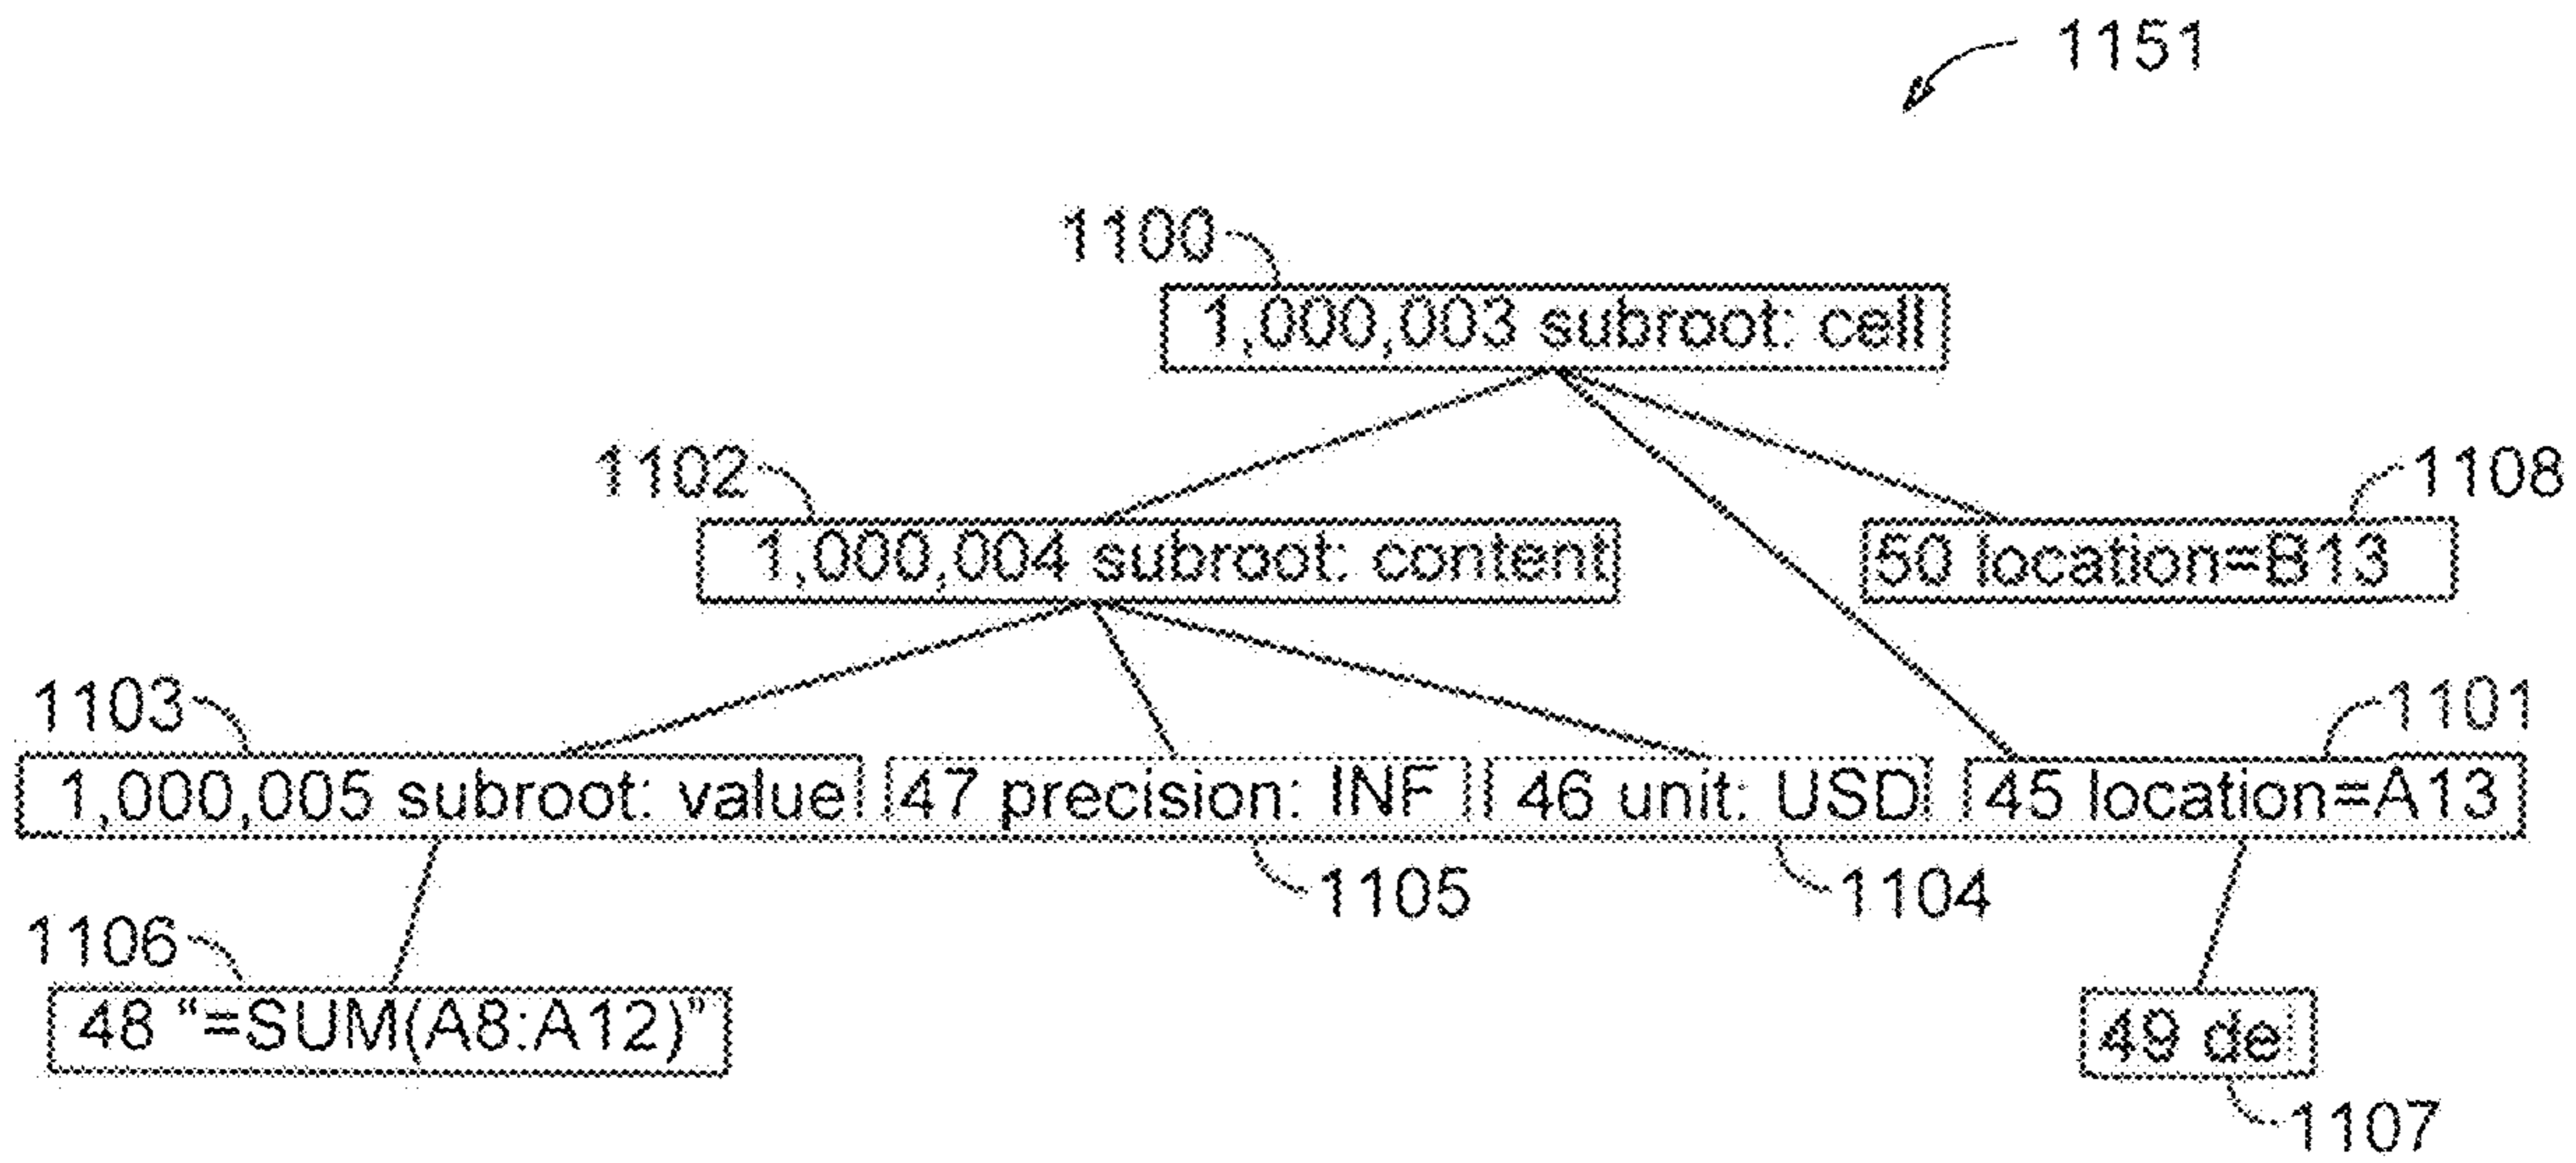 1151
1100
1,000,003 subroot: cell
1102
1108
1,000,004 subroot: content
50 location=B13
1103
1101
1,000,005 subroot: value
47 precision: INF
46 unit: USD
45 location=A13
1105
1104
1106
48 “=SUM(A8:A12)”
49 del
1107